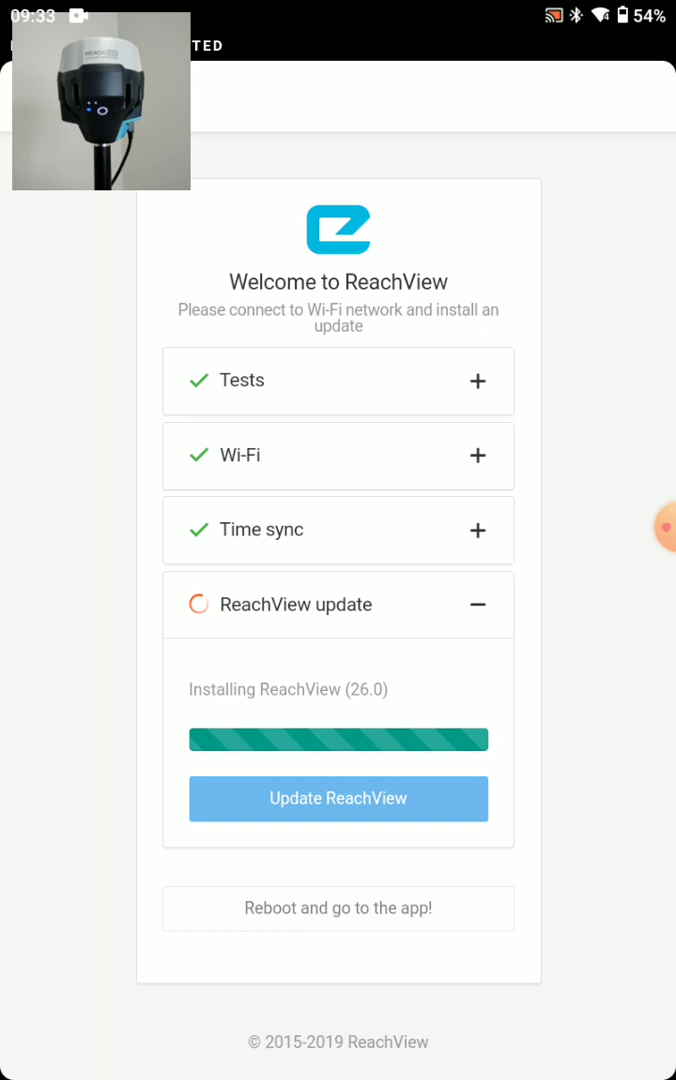 09:33
54%
TED
REACH
Welcome to ReachView
Please connect to Wi-Fi network and install an
update
Tests
Wi-Fi
Time sync
ReachView update
Installing ReachView (26.0)
Update ReachView
Reboot and go to the app!
© 2015-2019 ReachView